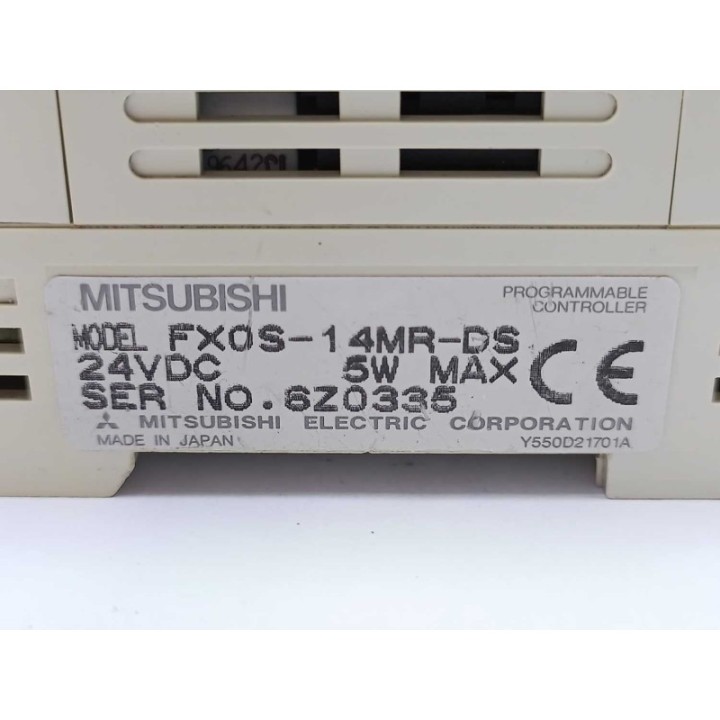 MITSUBISHI
PROGRAMMABLE
CONTROLLER
MODEL FX0S-14MR-DS
24VDC 5W MAX
SER NO. 6Z0335
CE
MITSUBISHI ELECTRIC CORPORATION
MADE IN JAPAN Y550D21701A